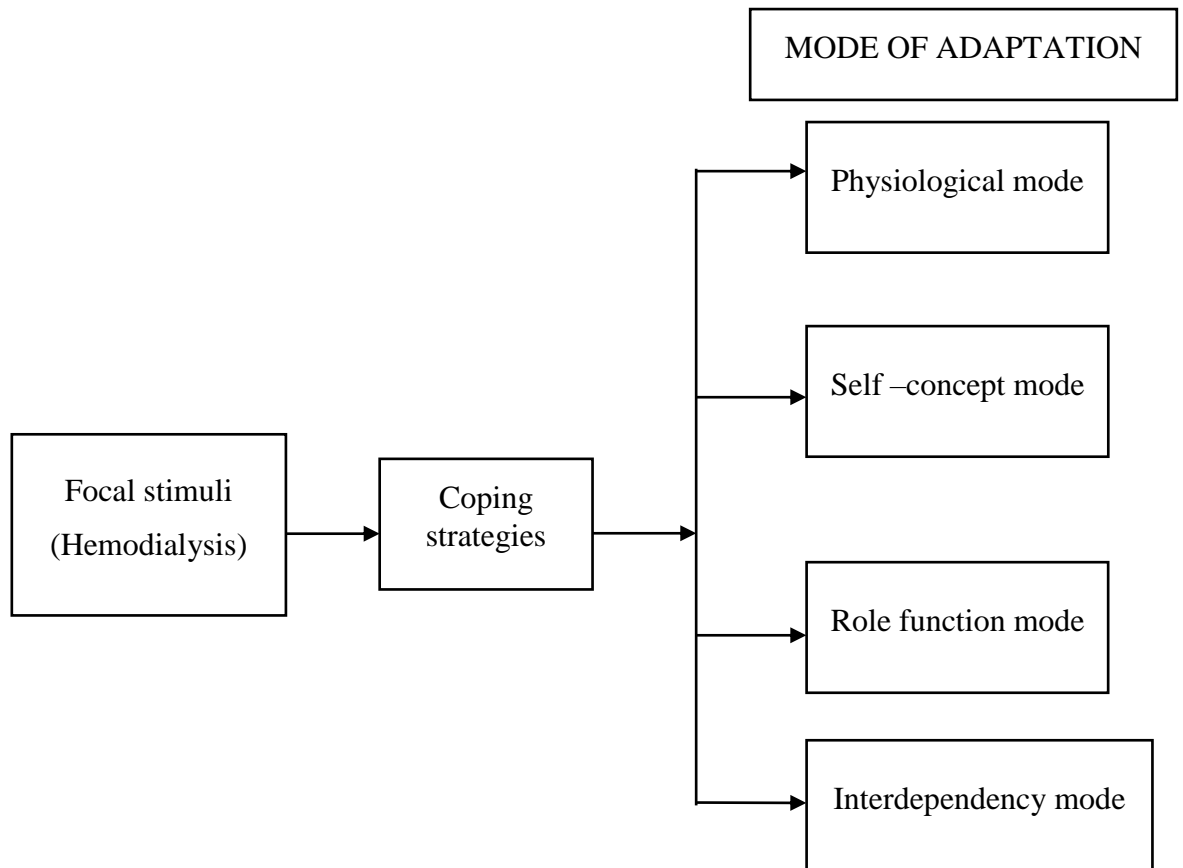 MODE OF ADAPTATION
Physiological mode
Self –concept mode
Focal stimuli
(Hemodialysis)
Coping
strategies
Role function mode
Interdependency mode